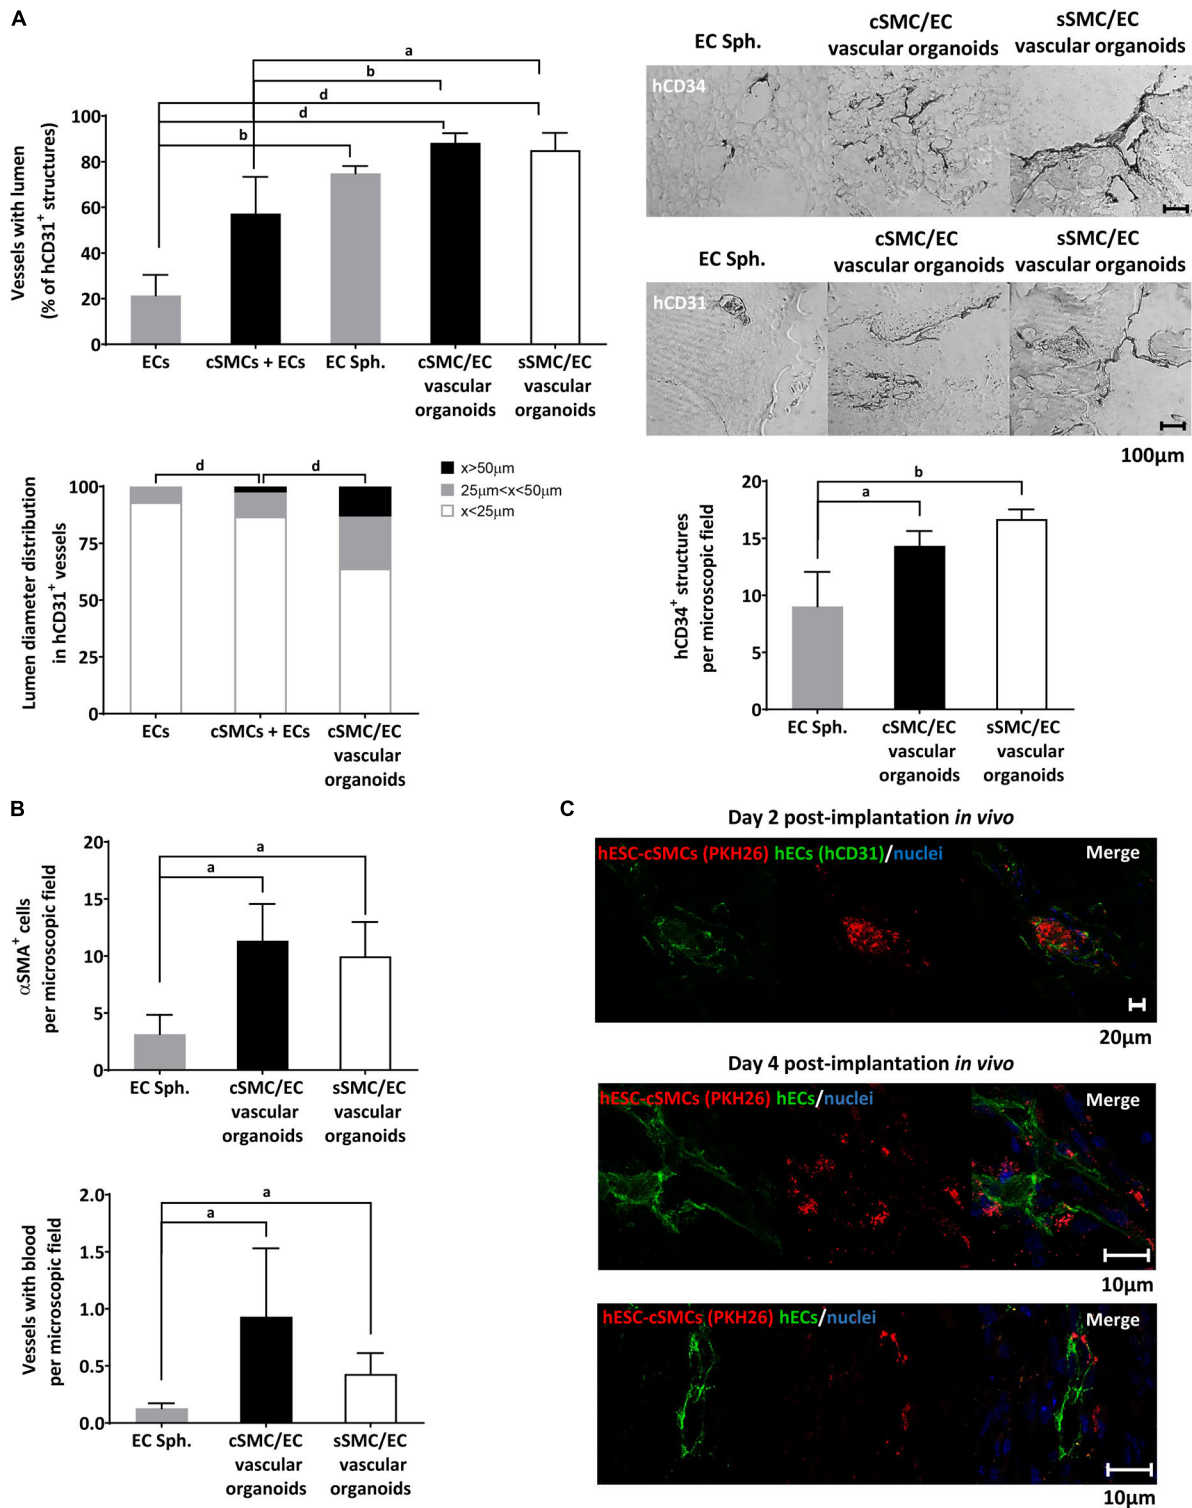 A
a
b
d
d
b
Vessels with lumen
(% of hCD31+ structures)
100
80
60
40
20
0
ECs
cSMCs + ECs
EC Sph.
cSMC/EC
vascular
organoids
sSMC/EC
vascular
organoids
EC Sph.
cSMC/EC
vascular organoids
sSMC/EC
vascular organoids
hCD34
EC Sph.
cSMC/EC
vascular organoids
sSMC/EC
vascular organoids
hCD31
100µm
d
d
x>50µm
25µm<x<50µm
x<25µm
Lumen diameter distribution
in hCD31+ vessels
100
75
50
25
0
ECs
cSMCs + ECs
cSMC/EC
vascular
organoids
b
a
hCD34+ structures
per microscopic field
20
15
10
5
0
EC Sph.
cSMC/EC
vascular
organoids
sSMC/EC
vascular
organoids
B
a
a
αSMA+ cells
per microscopic field
20
15
10
5
0
EC Sph.
cSMC/EC
vascular
organoids
sSMC/EC
vascular
organoids
a
a
Vessels with blood
per microscopic field
2.0
1.5
1.0
0.5
0.0
EC Sph.
cSMC/EC
vascular
organoids
sSMC/EC
vascular
organoids
C
Day 2 post-implantation in vivo
hESC-cSMCs (PKH26) hECs (hCD31)/nuclei
Merge
20µm
Day 4 post-implantation in vivo
hESC-cSMCs (PKH26) hECs/nuclei
Merge
10µm
hESC-cSMCs (PKH26) hECs/nuclei
Merge
10µm